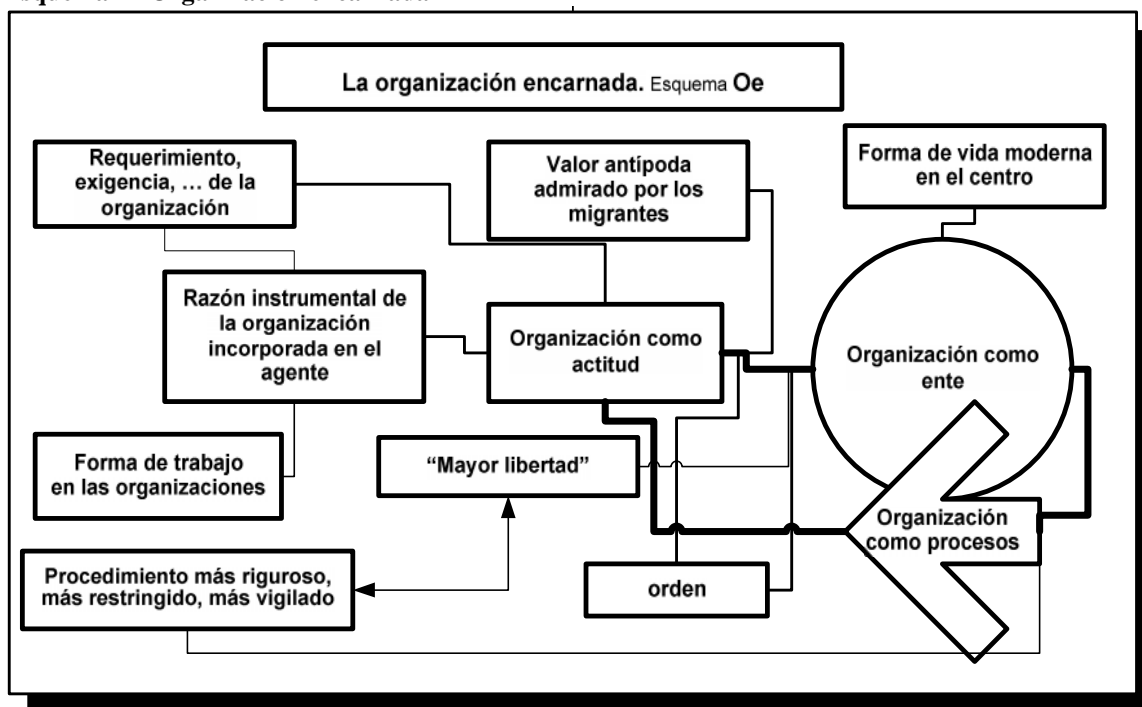 La organización encarnada. Esquema Oe
Requerimiento,
exigencia, ... de la
organización
Valor antípoda
admirado por los
migrantes
Forma de vida moderna
en el centro
Razón instrumental de
la organización
incorporada en el
agente
Organización como
actitud
Organización como
ente
Forma de trabajo
en las organizaciones
“Mayor libertad”
Organización
como procesos
Procedimiento más riguroso,
más restringido, más vigilado
orden